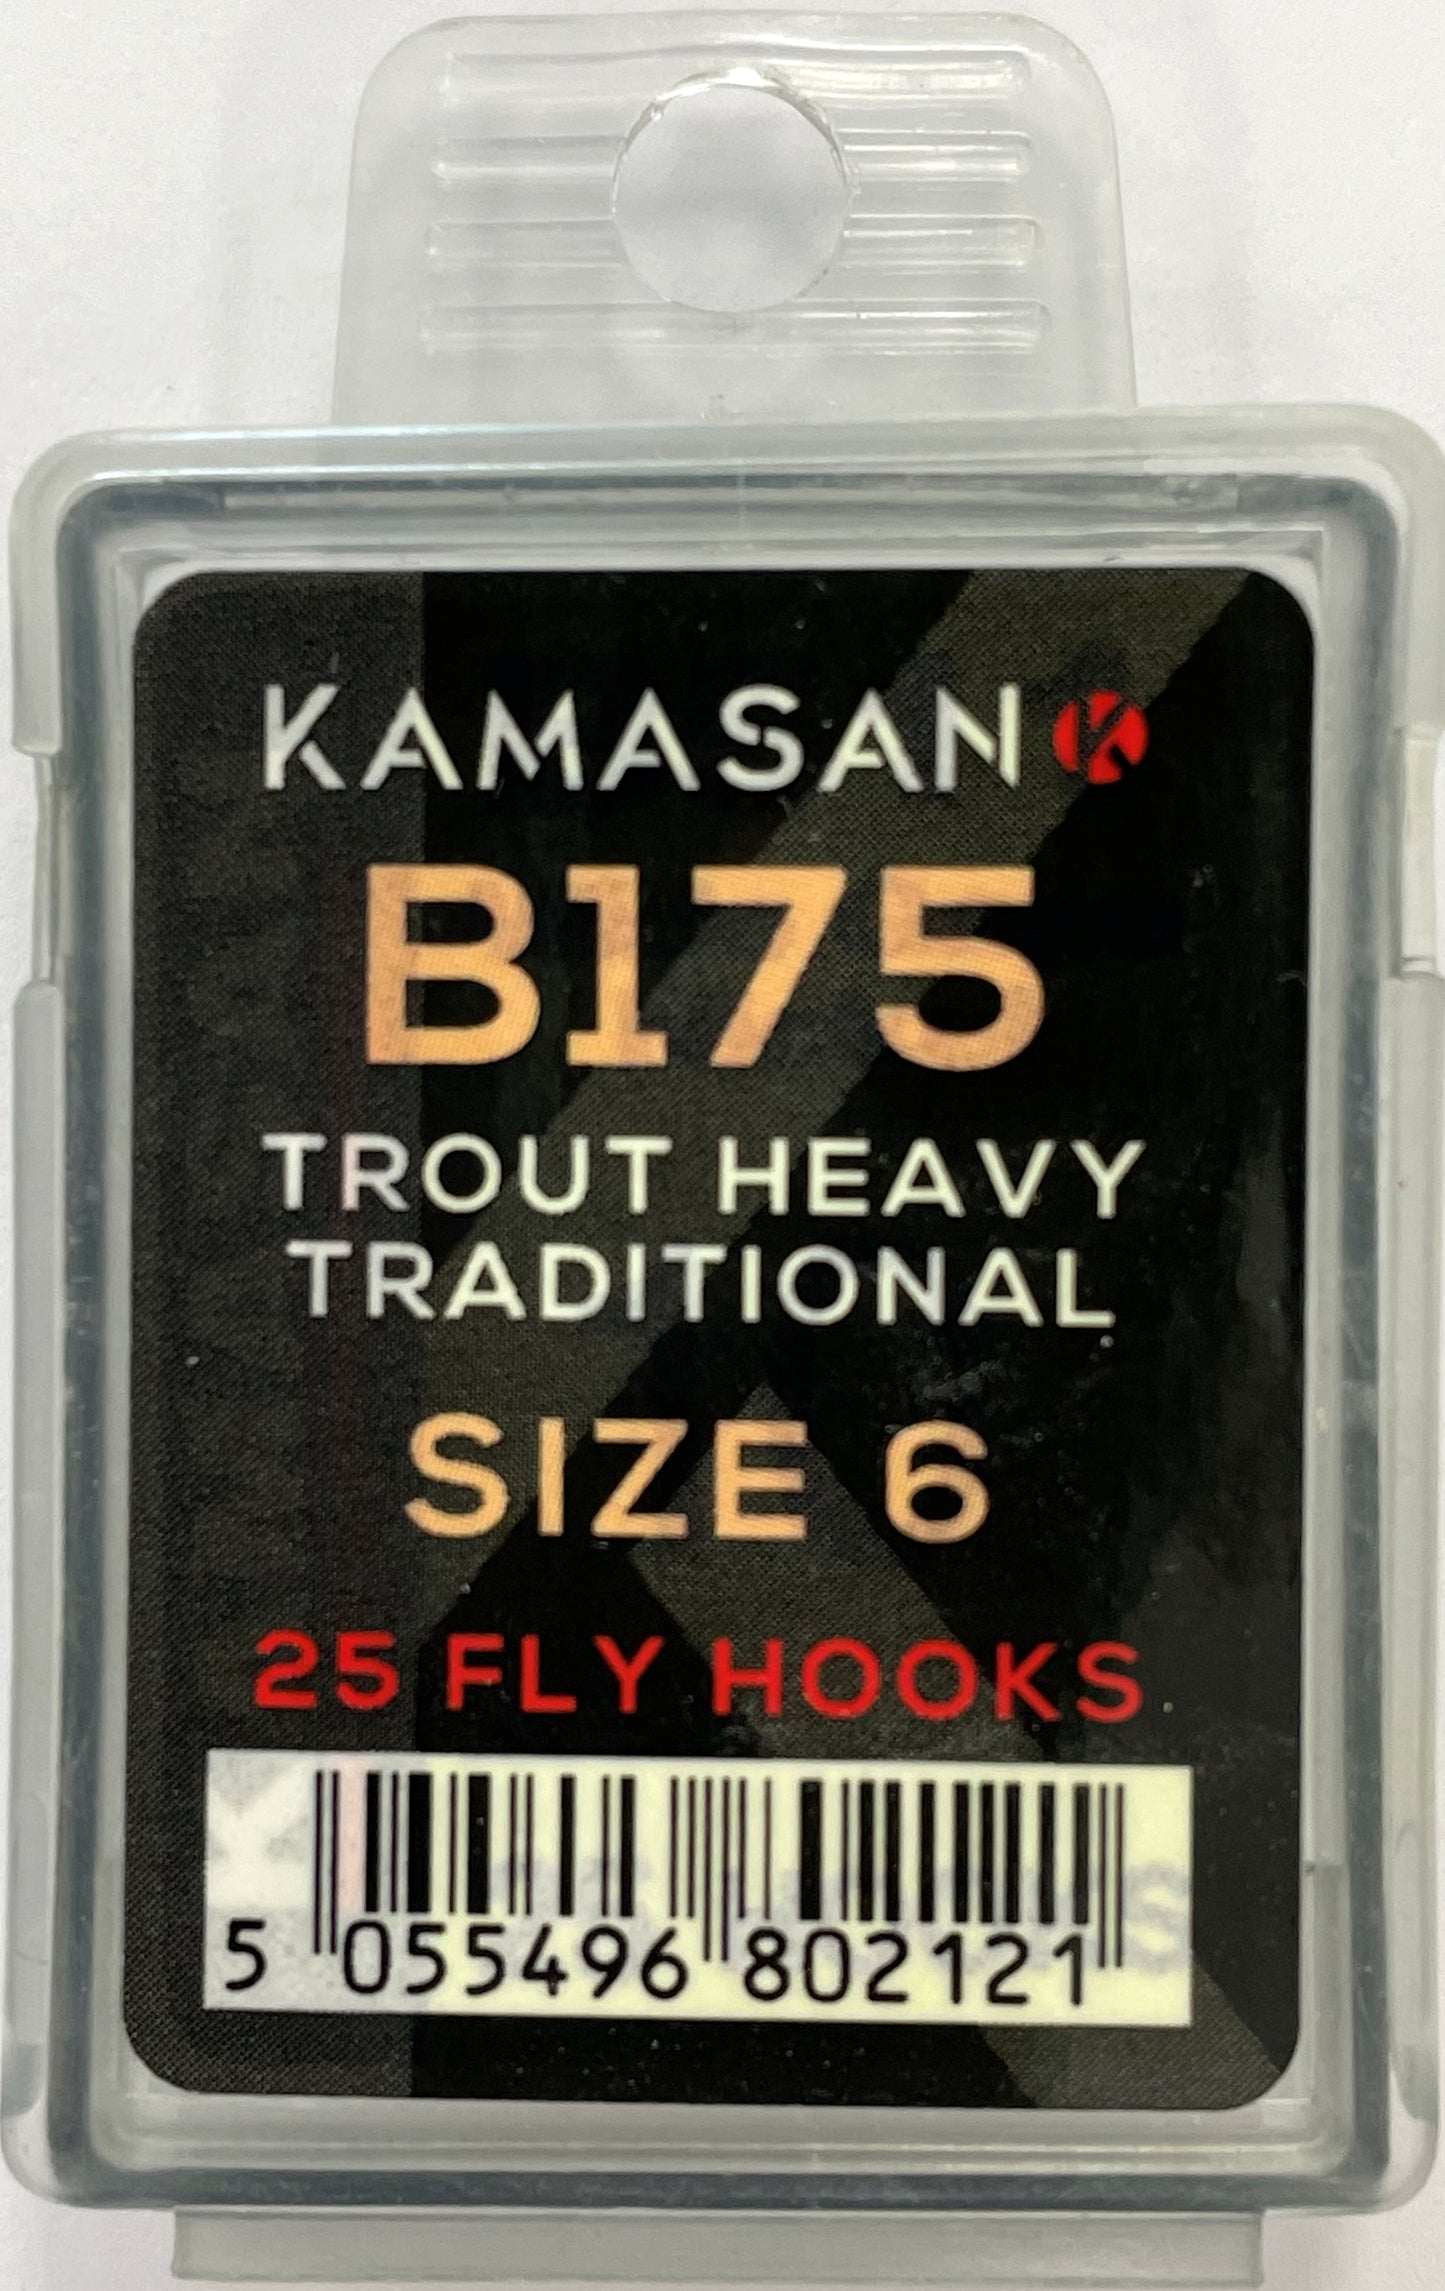 KAMASAN
B175
TROUT HEAVY
TRADITIONAL
SIZE 6
25 FLY HOOKS
5 055496 802121